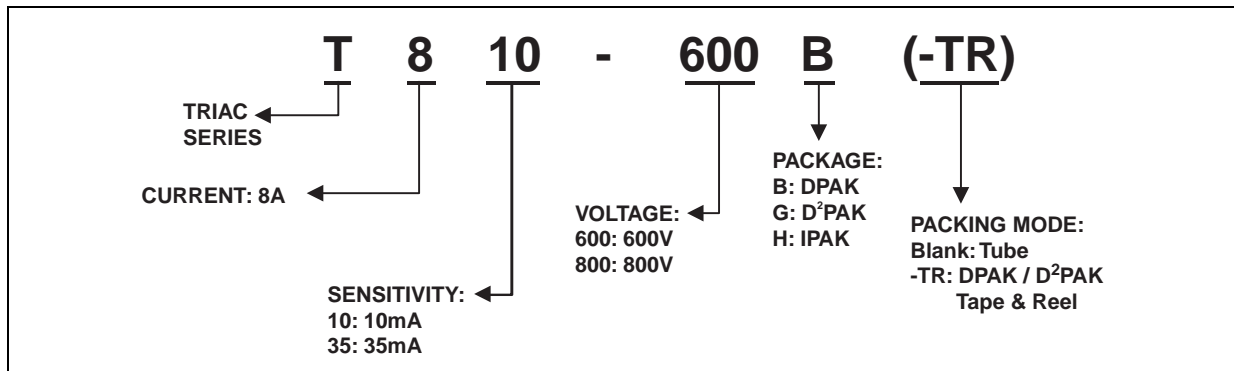 T 8 10 - 600 B (-TR)
TRIAC
SERIES
CURRENT: 8A
SENSITIVITY:
10: 10mA
35: 35mA
VOLTAGE:
600: 600V
800: 800V
PACKAGE:
B: DPAK
G: D²PAK
H: IPAK
PACKING MODE:
Blank: Tube
-TR: DPAK / D²PAK
Tape & Reel